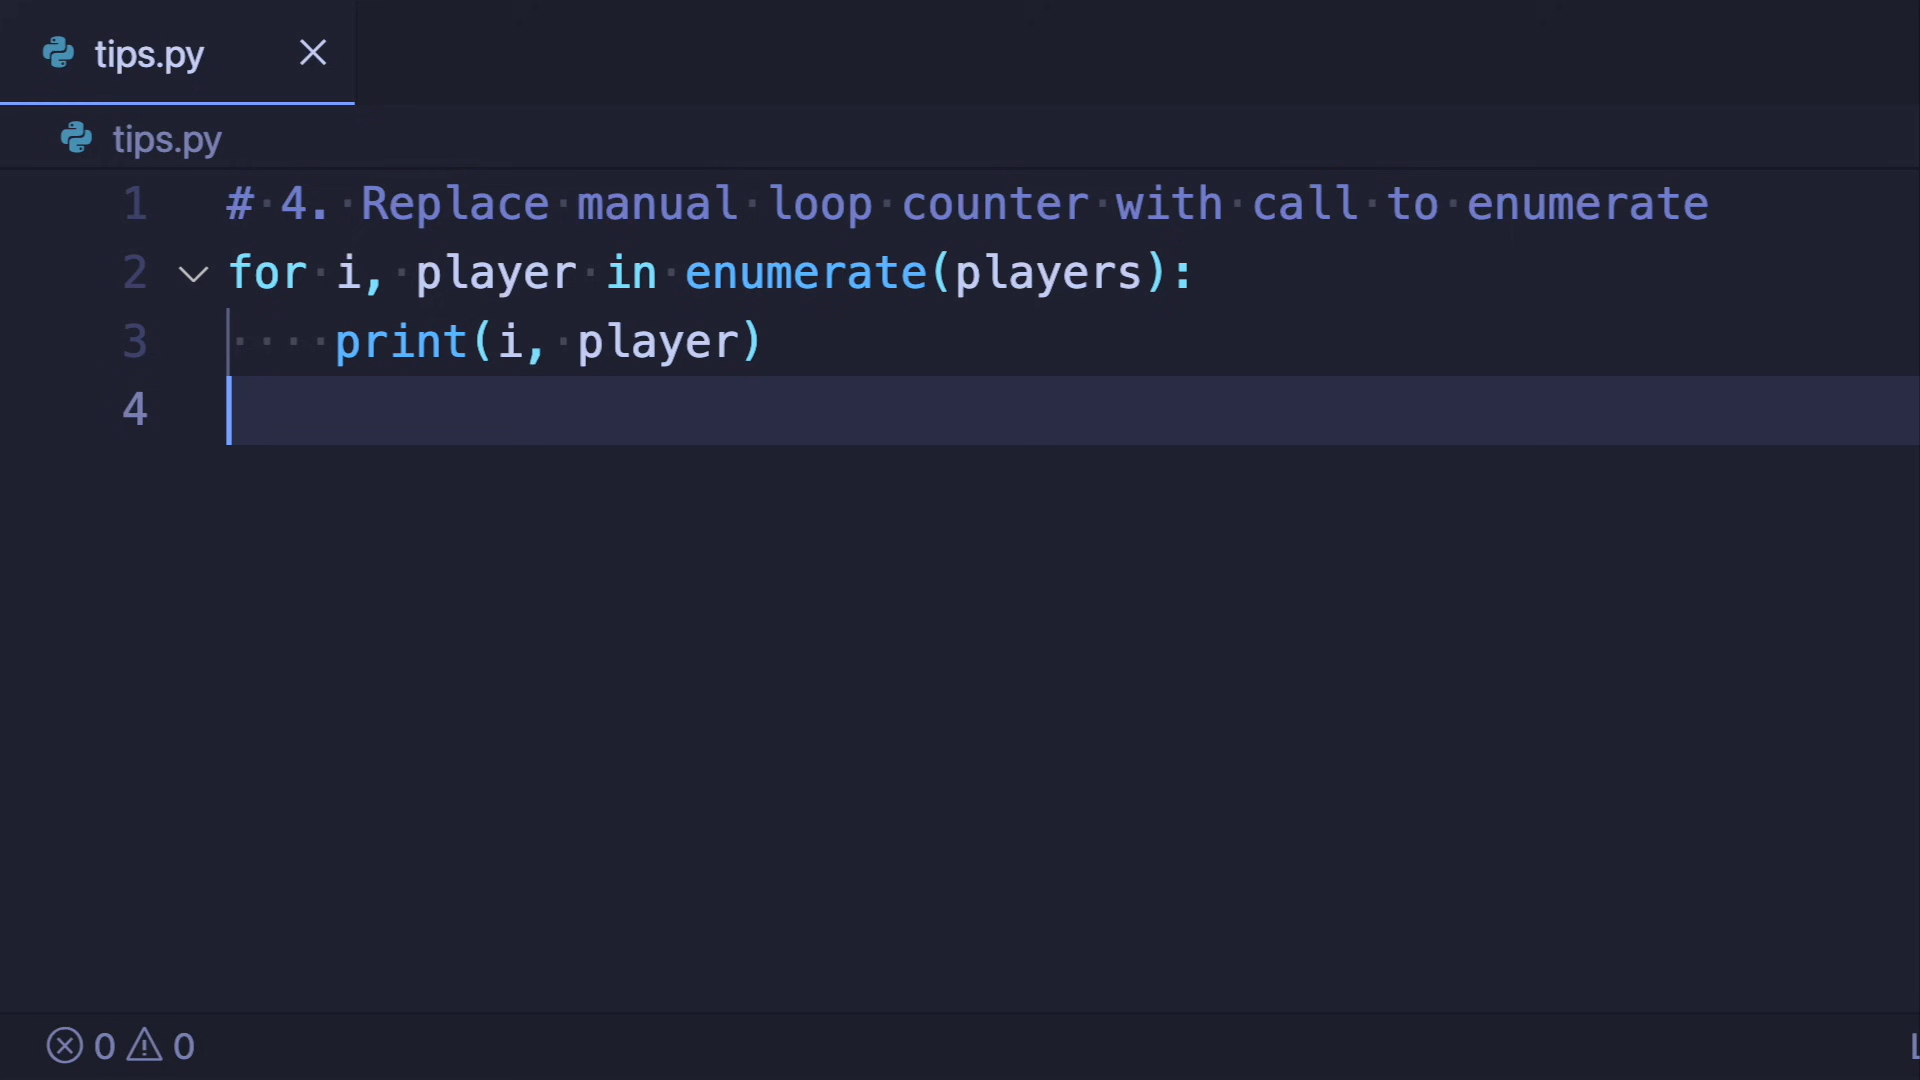 tips.py
tips.py
1 # 4. Replace manual loop counter with call to enumerate
2 for i, player in enumerate(players):
3     print(i, player)
4
0 0